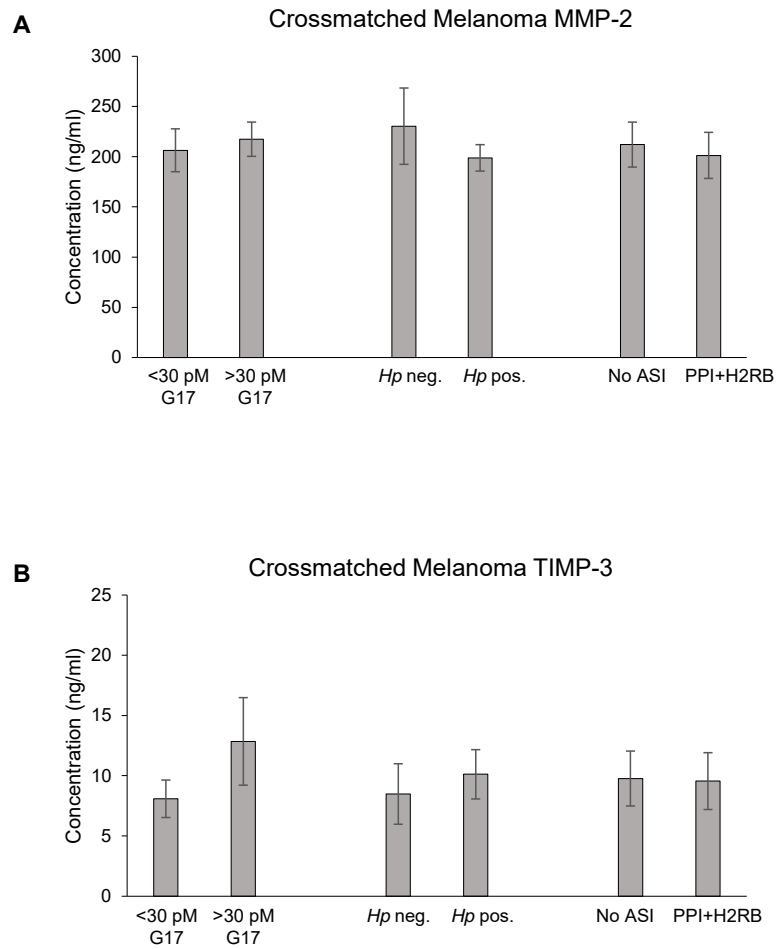 A
Crossmatched Melanoma MMP-2
Concentration (ng/ml)
300
250
200
150
100
50
0
<30 pM >30 pM Hp neg. Hp pos. No ASI PPI+H2RB
G17 G17
B
Crossmatched Melanoma TIMP-3
Concentration (ng/ml)
25
20
15
10
5
0
<30 pM >30 pM Hp neg. Hp pos. No ASI PPI+H2RB
G17 G17